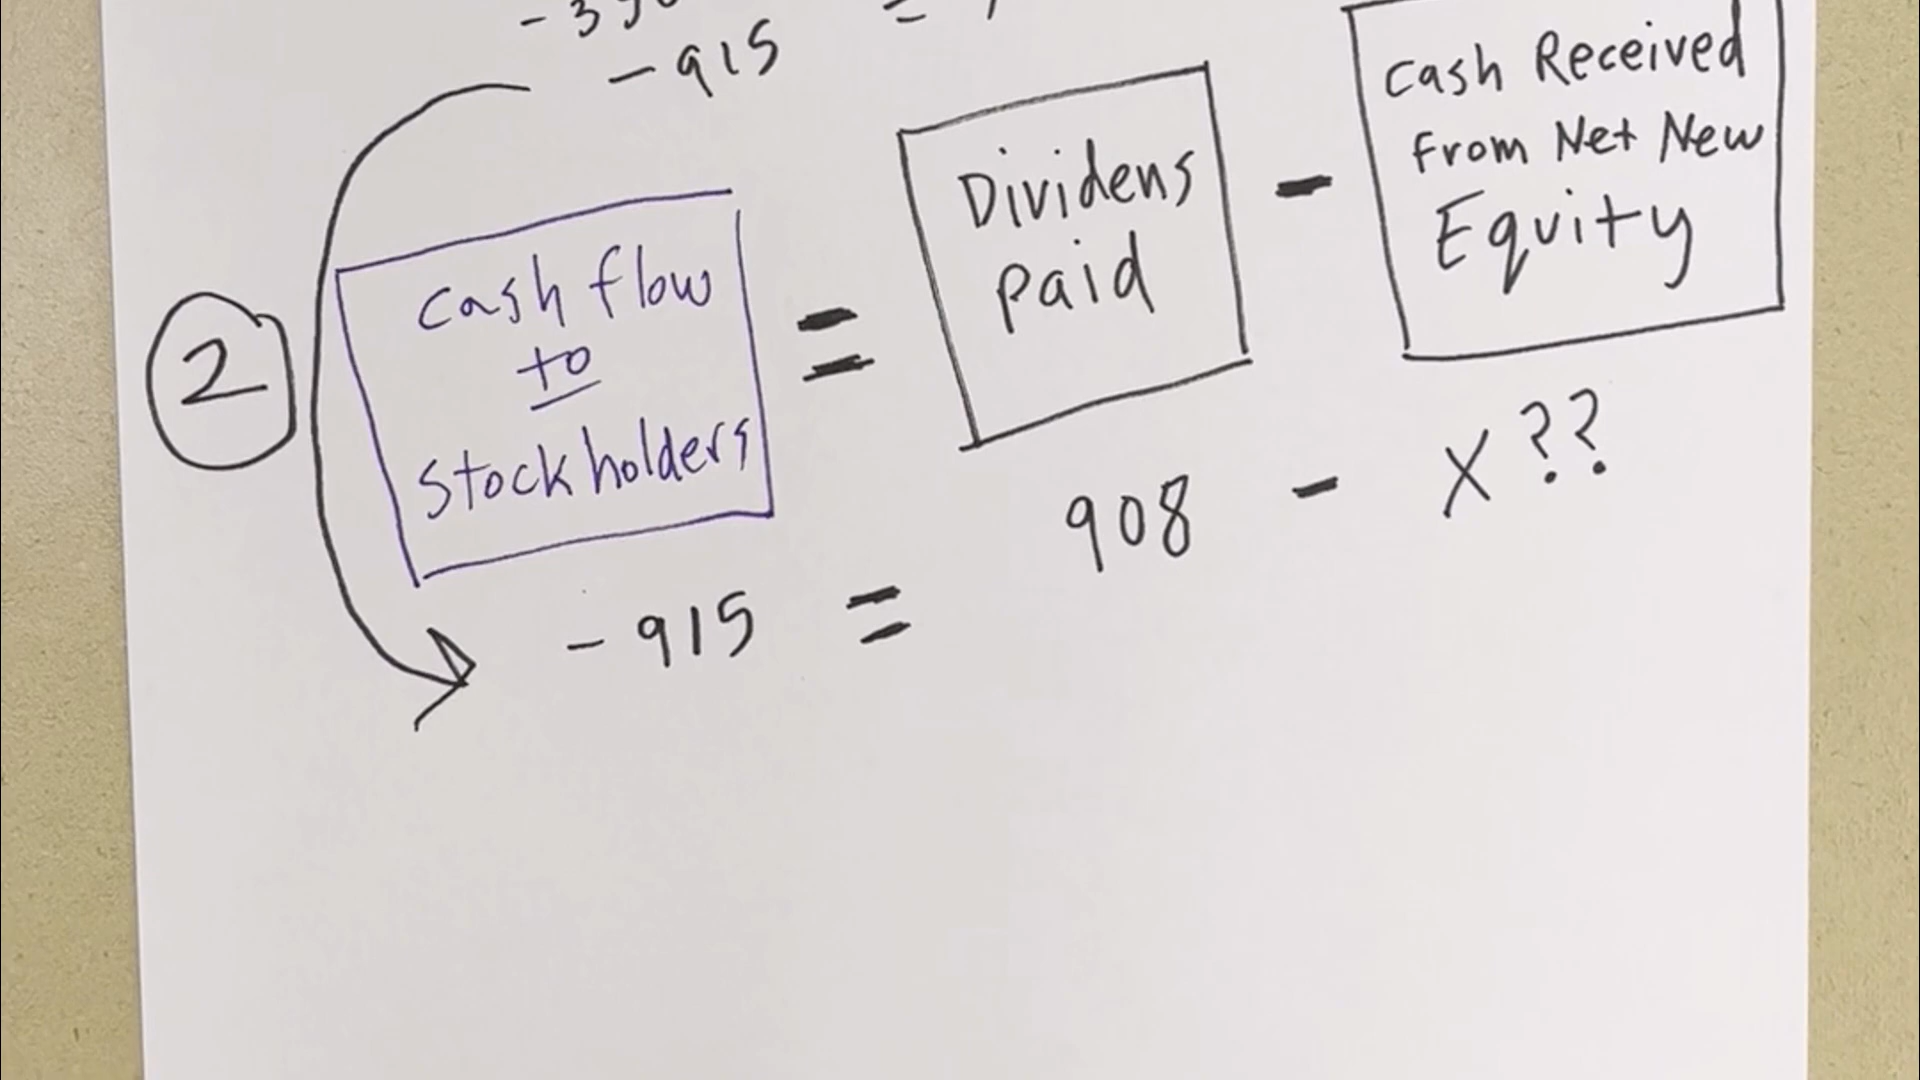 - 915 =
Cash Received
From Net New
Equity
Dividens
paid
-
2
Cash flow
to
Stockholders
=
908 - X ??
- 915 =